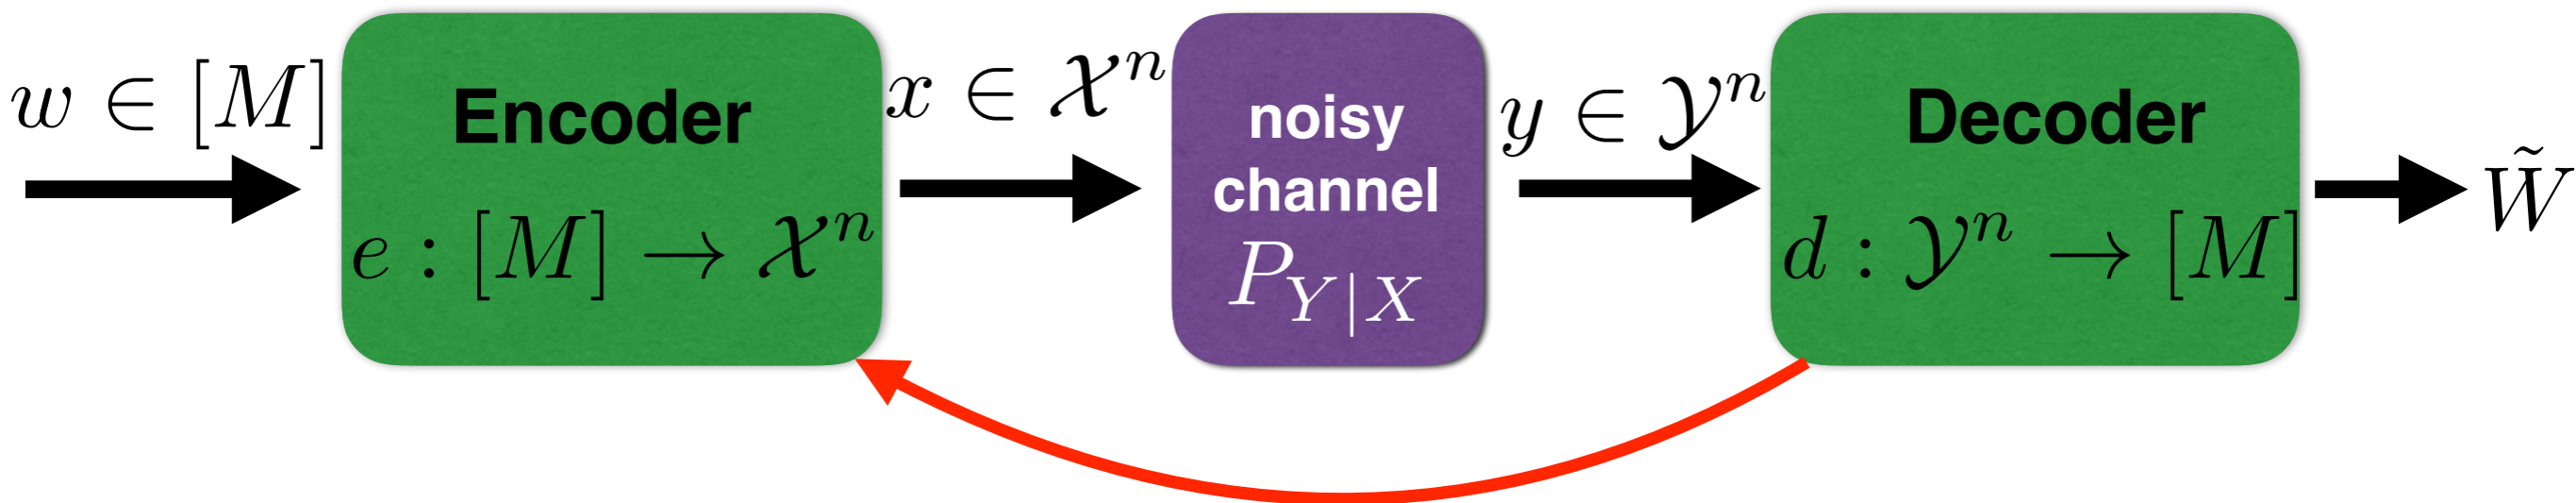 w ∈ [M]
Encoder
e : [M] → 𝒳ⁿ
x ∈ 𝒳ⁿ
noisy
channel
P_{Y|X}
y ∈ 𝒴ⁿ
Decoder
d : 𝒴ⁿ → [M]
W̃